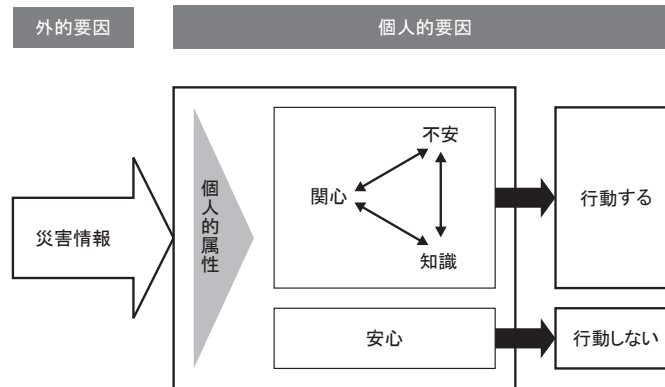 外的要因
個人的要因
災害情報
個人的属性
不安
関心
知識
安心
行動する
行動しない